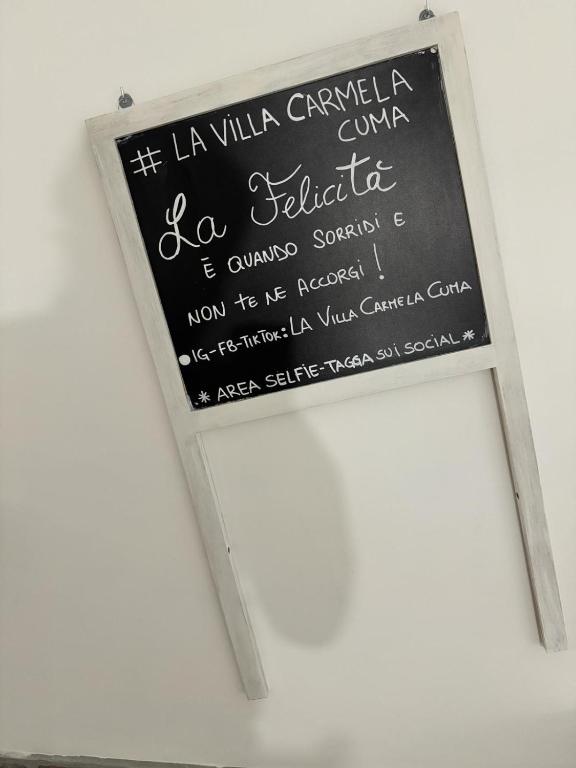 # LA VILLA CARMELA
CUMA
La Felicità
È QUANDO SORRIDI E
NON TE NE ACCORGI!
•IG-FB-TIKTOK: LA VILLA CARMELA CUMA
* AREA SELFIE-TAGGA SUI SOCIAL *